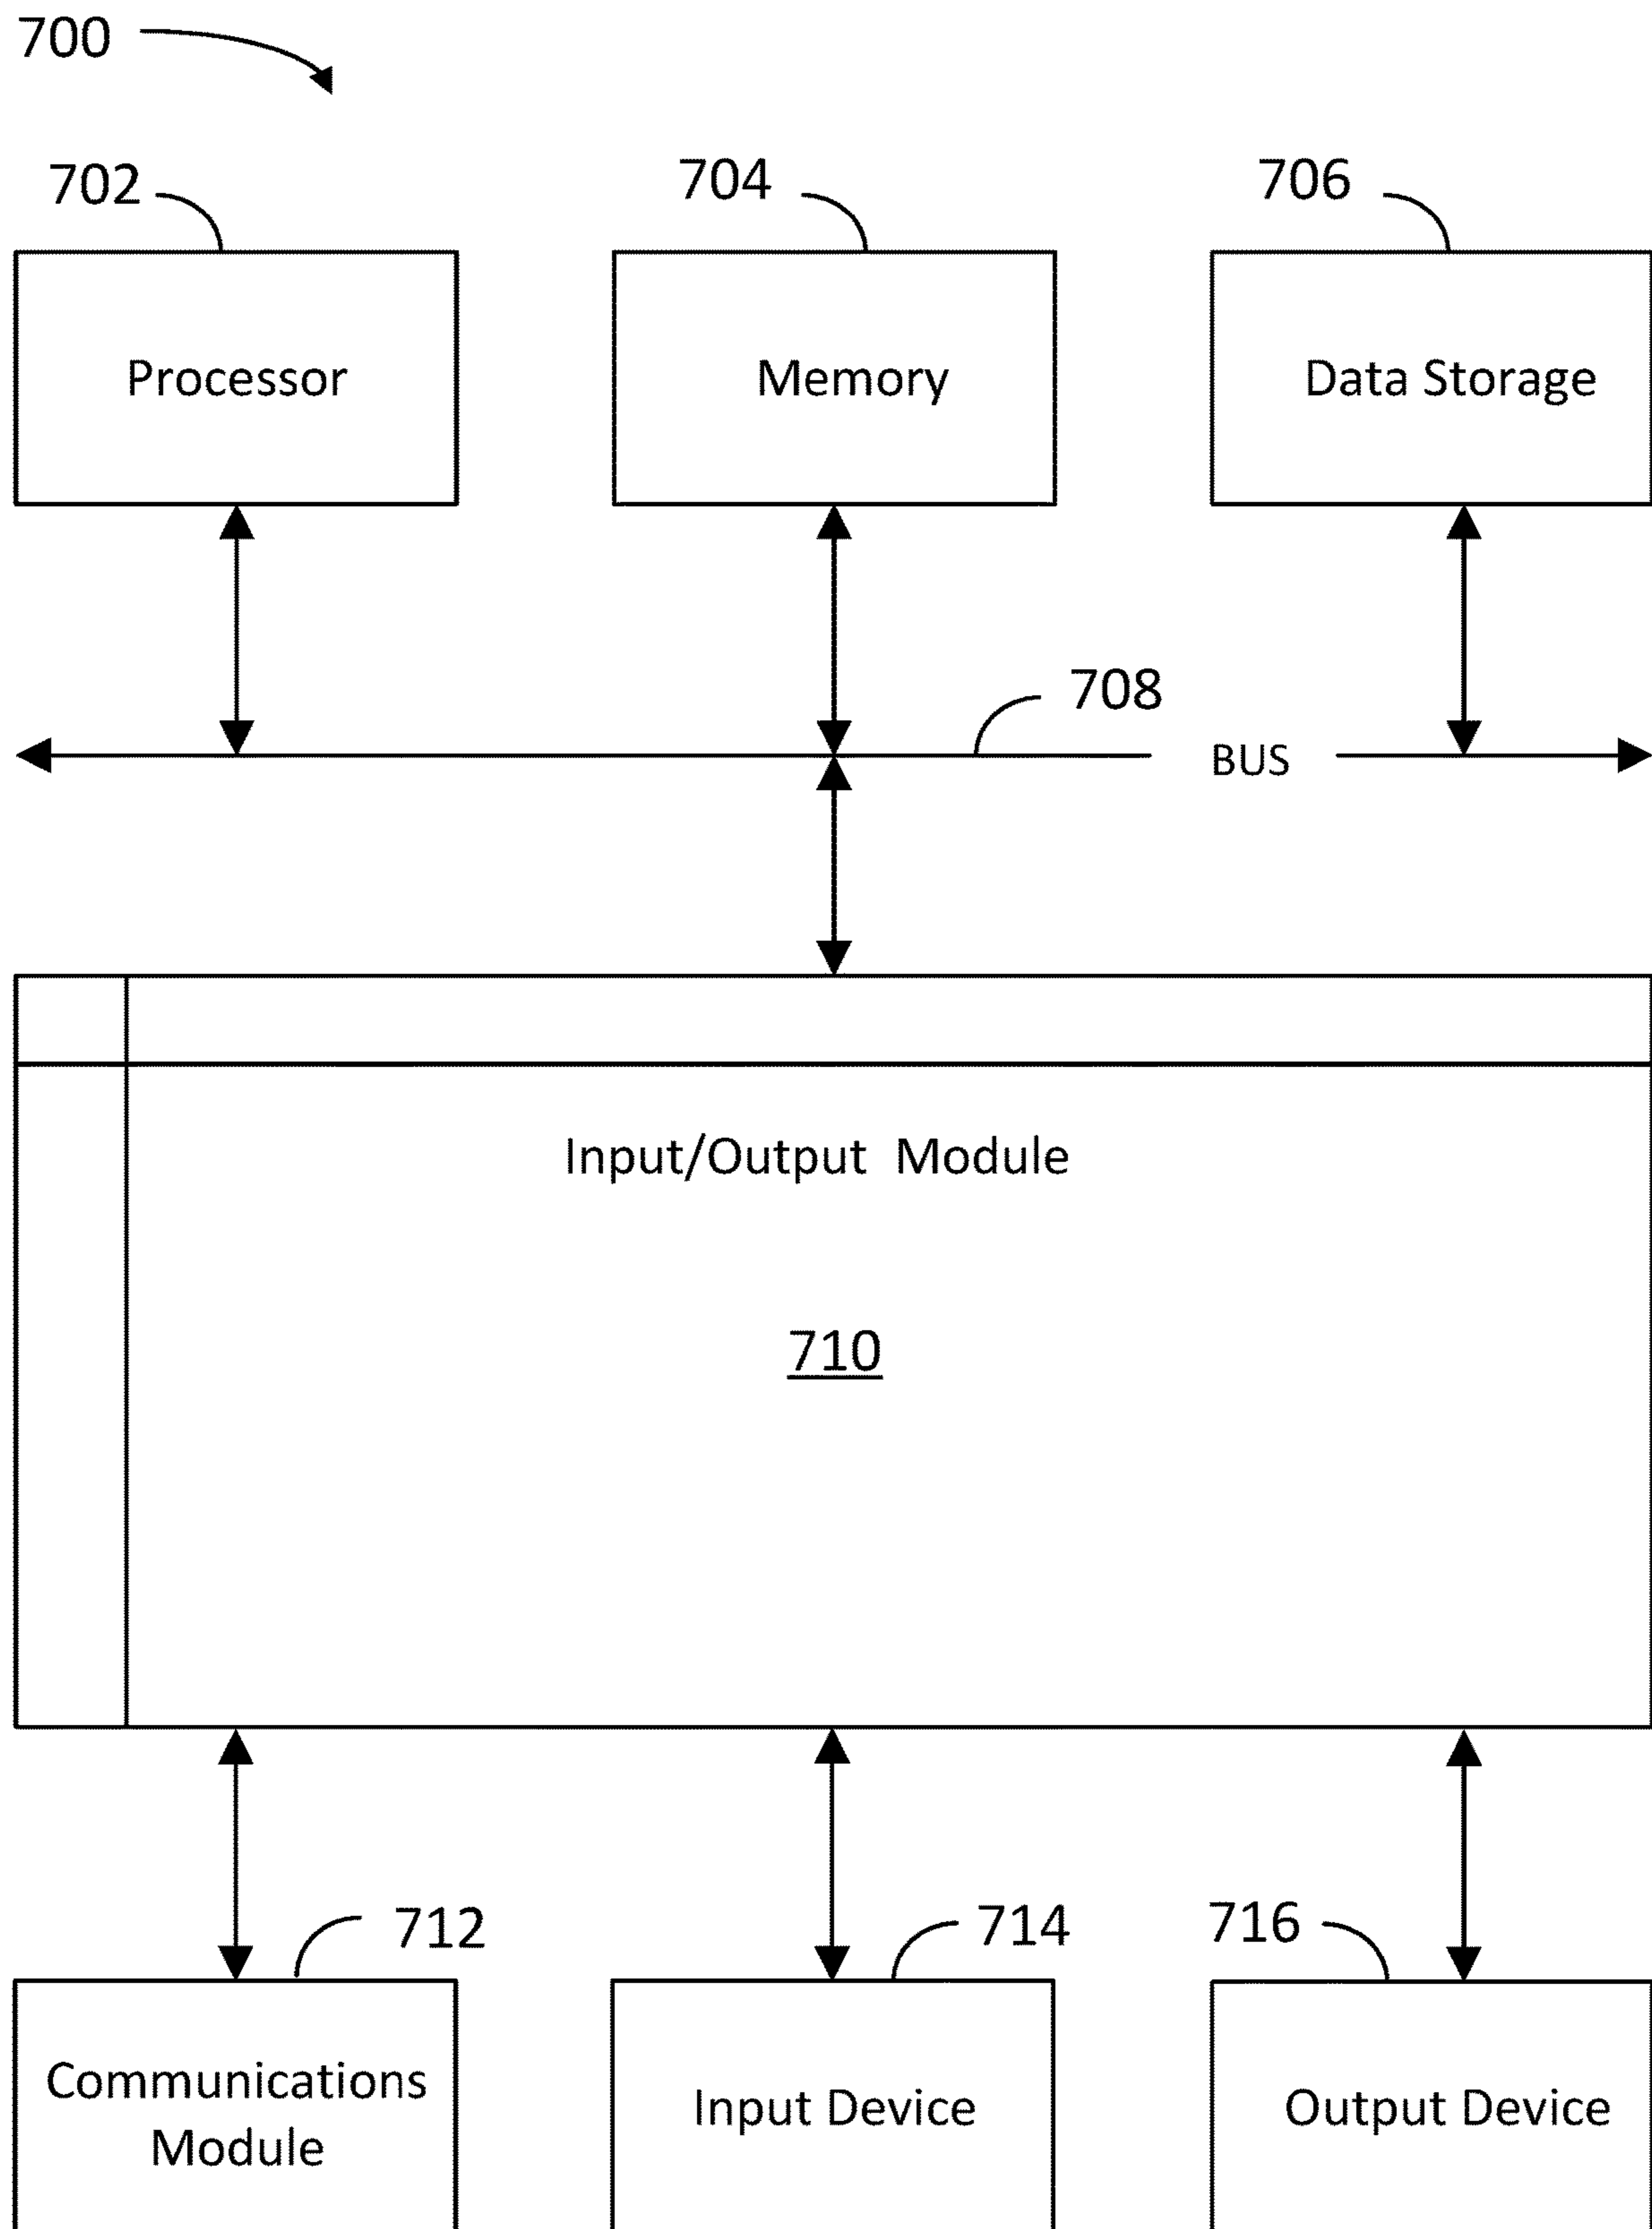 700
702
704
706
Processor
Memory
Data Storage
708
BUS
Input/Output Module
710
712
714
716
Communications
Module
Input Device
Output Device